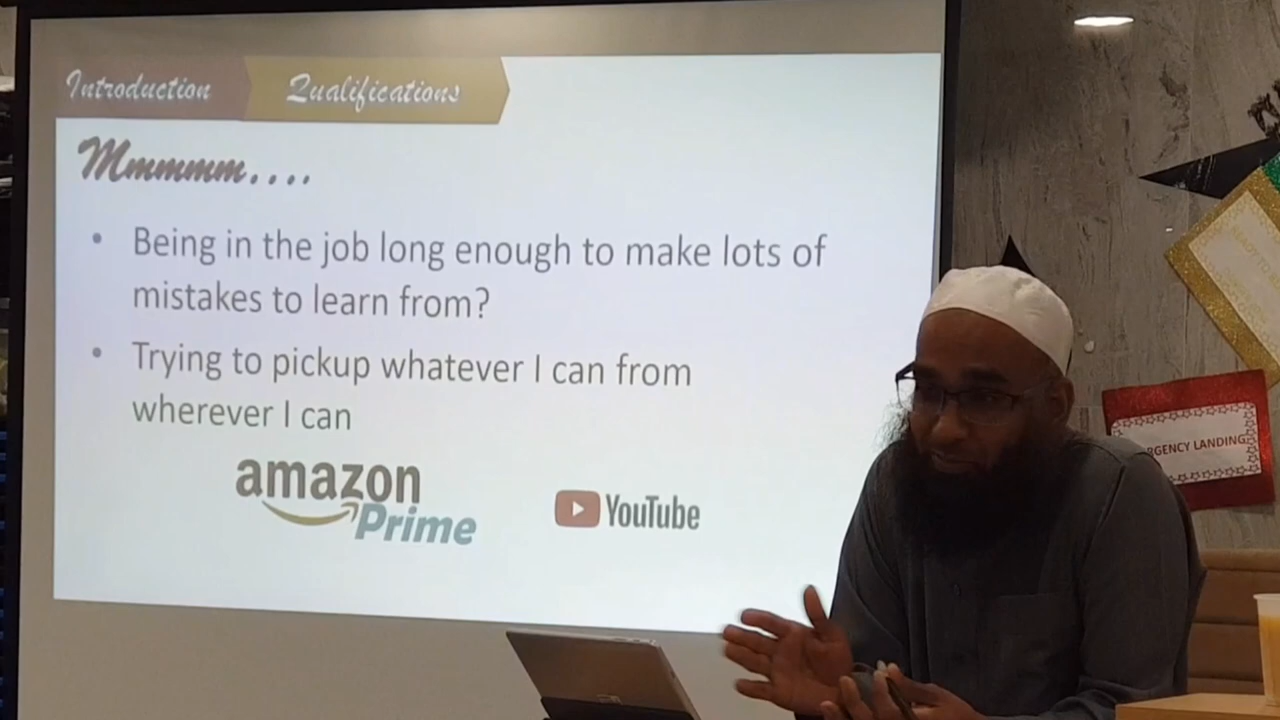 Introduction
Qualifications
Mmmmm....
• Being in the job long enough to make lots of
mistakes to learn from?
• Trying to pickup whatever I can from
wherever I can
amazon
Prime
YouTube
RGENCY LANDING